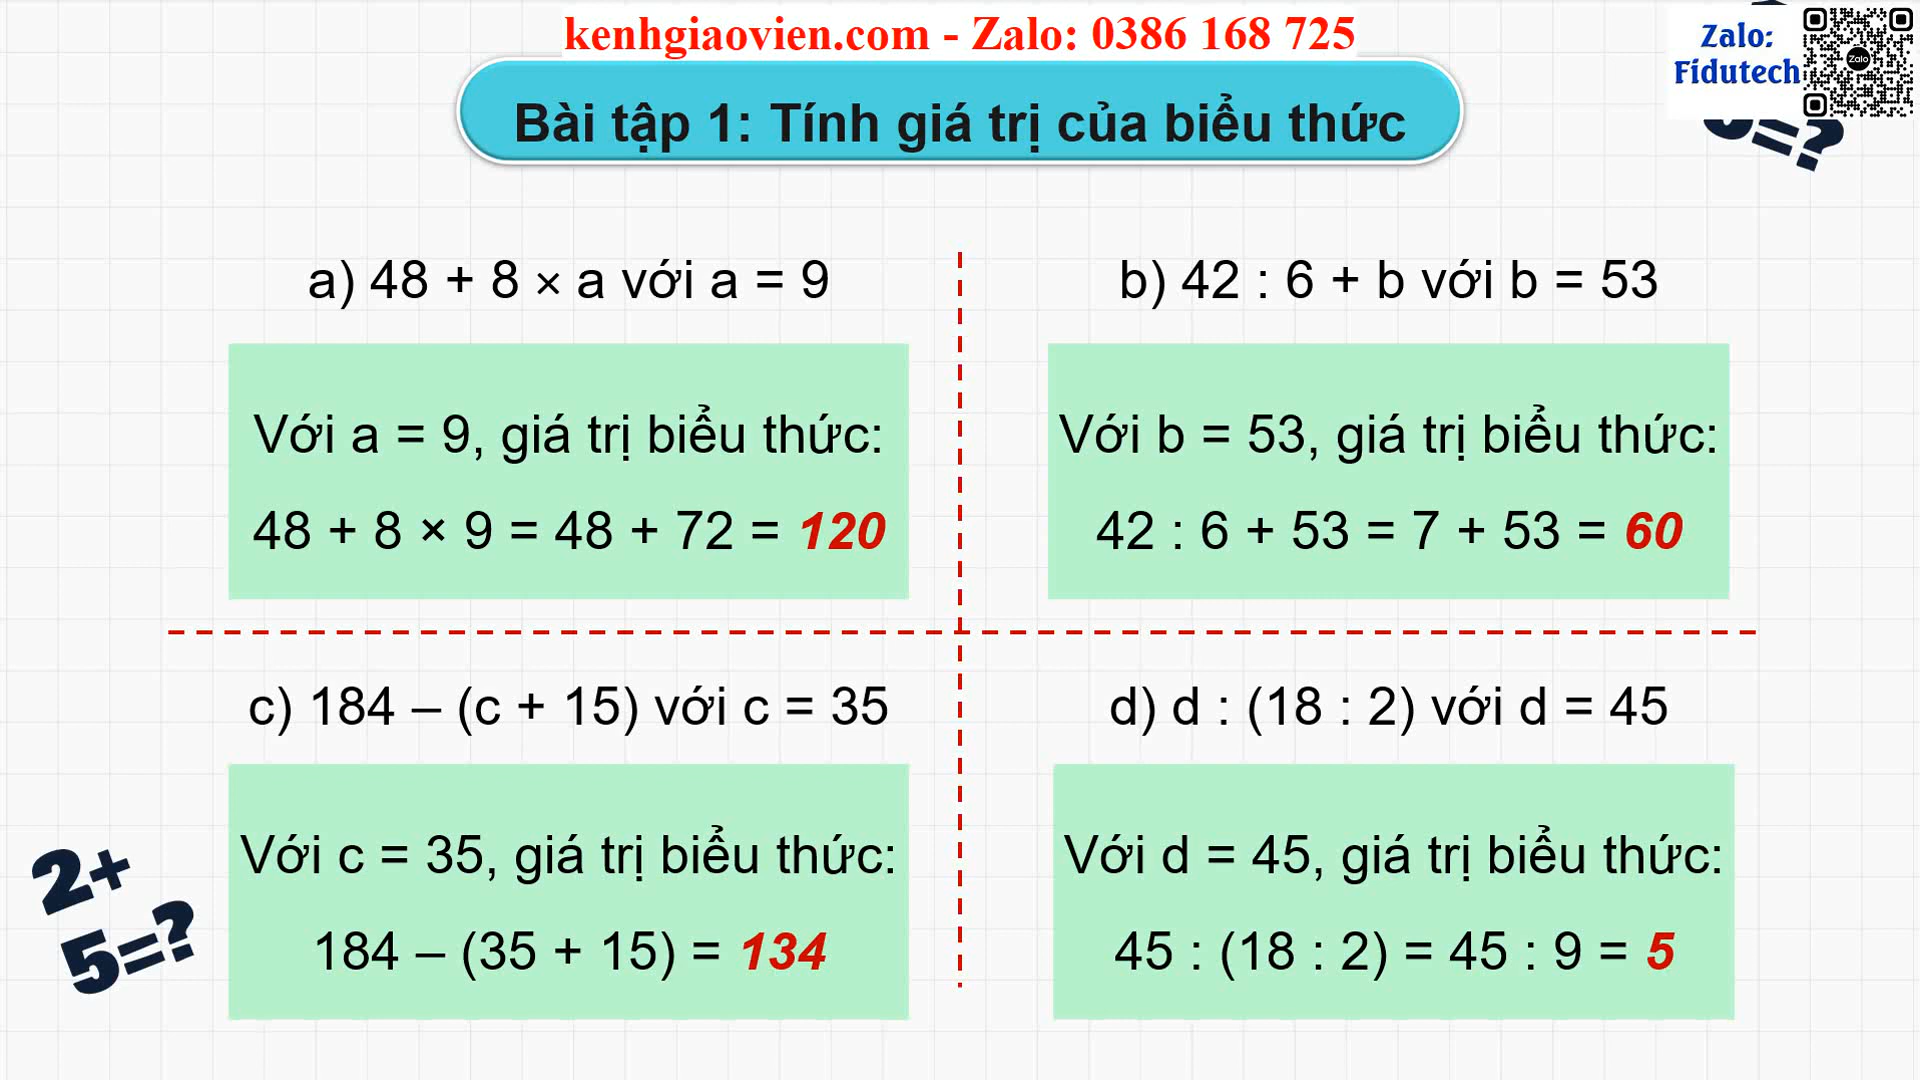 kenhgiaovien.com - Zalo: 0386 168 725
Zalo:
Fidutech
Zalo
Bài tập 1: Tính giá trị của biểu thức
=?
a) 48 + 8 × a với a = 9
b) 42 : 6 + b với b = 53
Với a = 9, giá trị biểu thức:
48 + 8 × 9 = 48 + 72 = 120
Với b = 53, giá trị biểu thức:
42 : 6 + 53 = 7 + 53 = 60
c) 184 – (c + 15) với c = 35
d) d : (18 : 2) với d = 45
Với c = 35, giá trị biểu thức:
184 – (35 + 15) = 134
Với d = 45, giá trị biểu thức:
45 : (18 : 2) = 45 : 9 = 5
2+
5=?